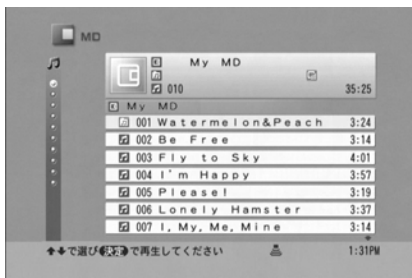 MD
My MD
010 35:25
My MD
001 Watermelon&Peach 3:24
002 Be Free 3:14
003 Fly to Sky 4:01
004 I'm Happy 3:57
005 Please! 3:19
006 Lonely Hamster 3:37
007 I, My, Me, Mine 3:14
で選び決定で再生してください 1:31PM